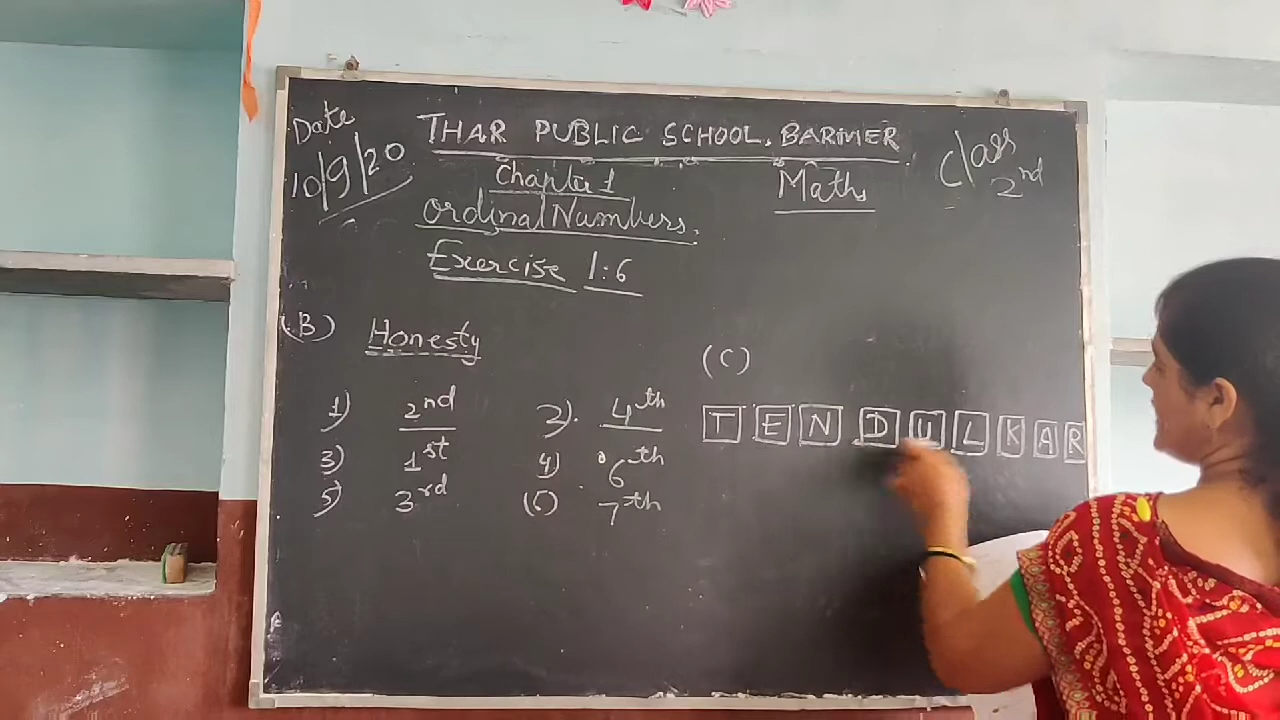 Date
10/9/20
THAR PUBLIC SCHOOL, BARMER
Class
2nd
Chapter 1
Maths
Ordinal Numbers.
Exercise 1:6
(B) Honesty
1) 2nd 2). 4th
3) 1st 4) 6th
5) 3rd (6) 7th
(C)
T E N D U L K A R